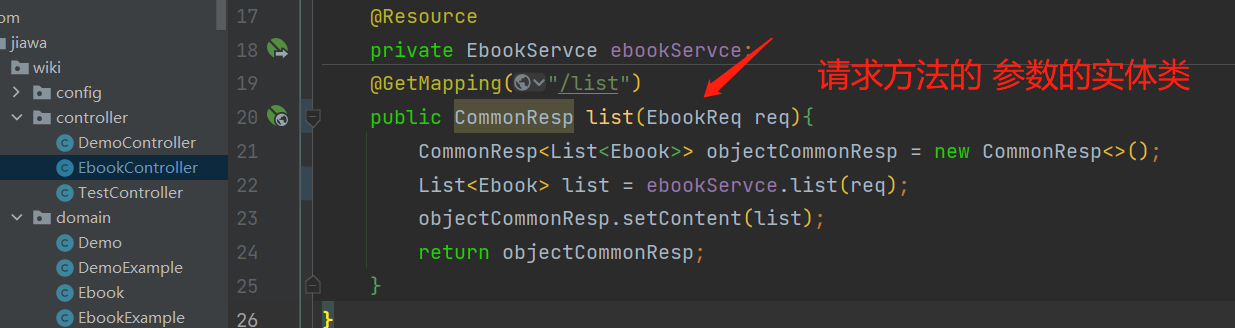 om
17 @Resource
jiawa
18 private EbookServce ebookServce;
wiki
19 @GetMapping("/list")
请求方法的 参数的实体类
config
controller
20 public CommonResp list(EbookReq req){
DemoController
21 CommonResp<List<Ebook>> objectCommonResp = new CommonResp<>();
EbookController
22 List<Ebook> list = ebookServce.list(req);
TestController
domain
23 objectCommonResp.setContent(list);
Demo
24 return objectCommonResp;
DemoExample
25 }
Ebook
EbookExample
26 }